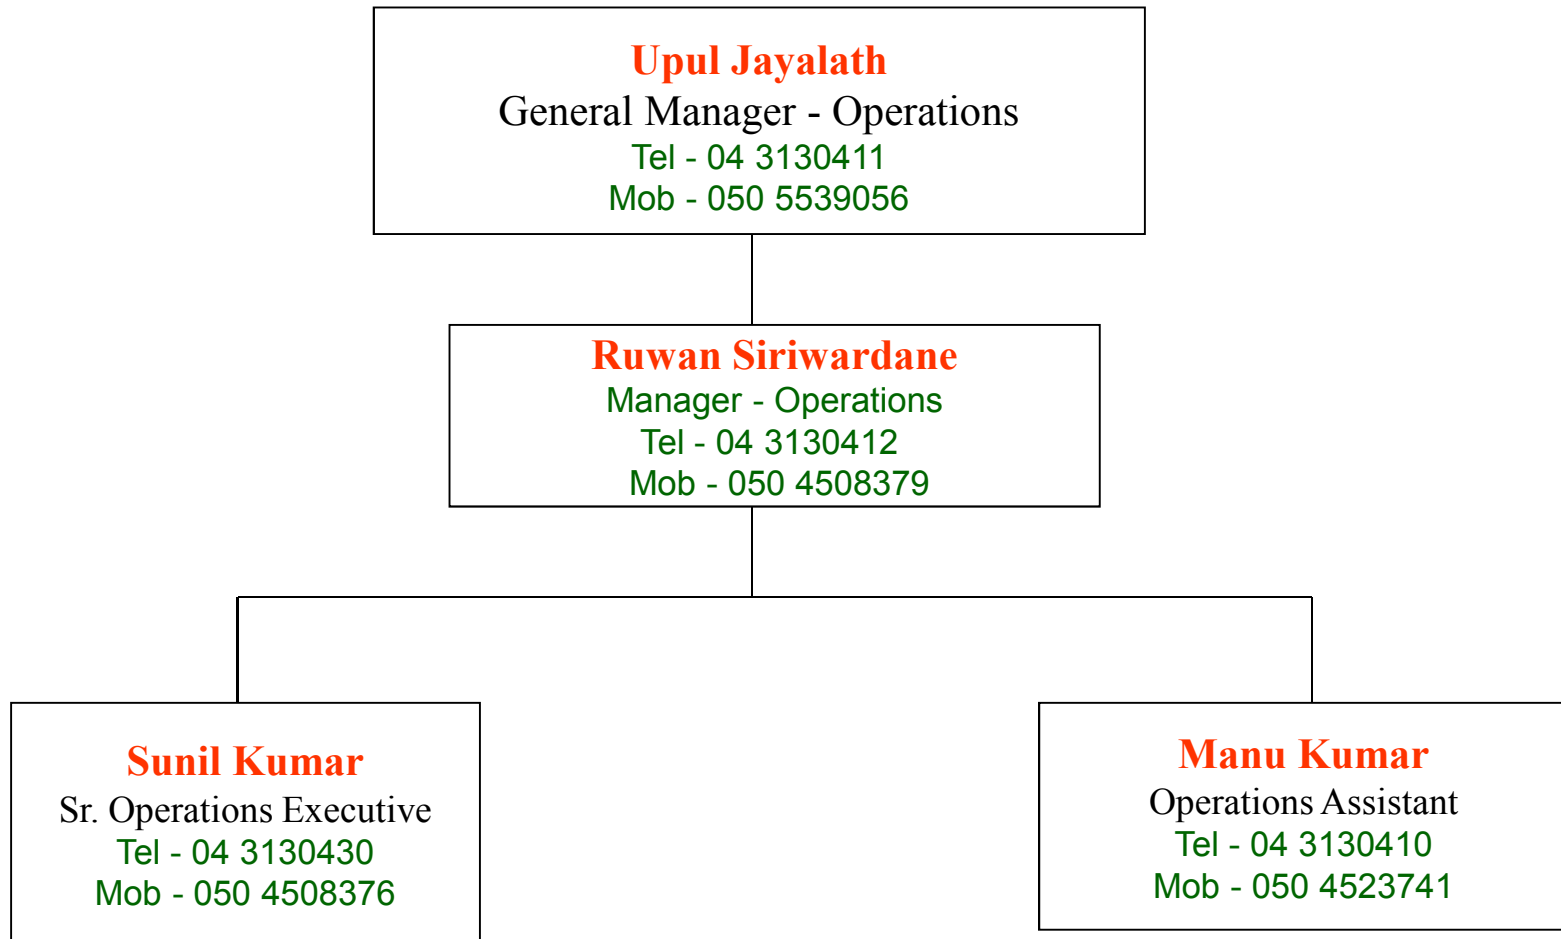 Upul Jayalath
General Manager - Operations
Tel - 04 3130411
Mob - 050 5539056
Ruwan Siriwardane
Manager - Operations
Tel - 04 3130412
Mob - 050 4508379
Sunil Kumar
Sr. Operations Executive
Tel - 04 3130430
Mob - 050 4508376
Manu Kumar
Operations Assistant
Tel - 04 3130410
Mob - 050 4523741